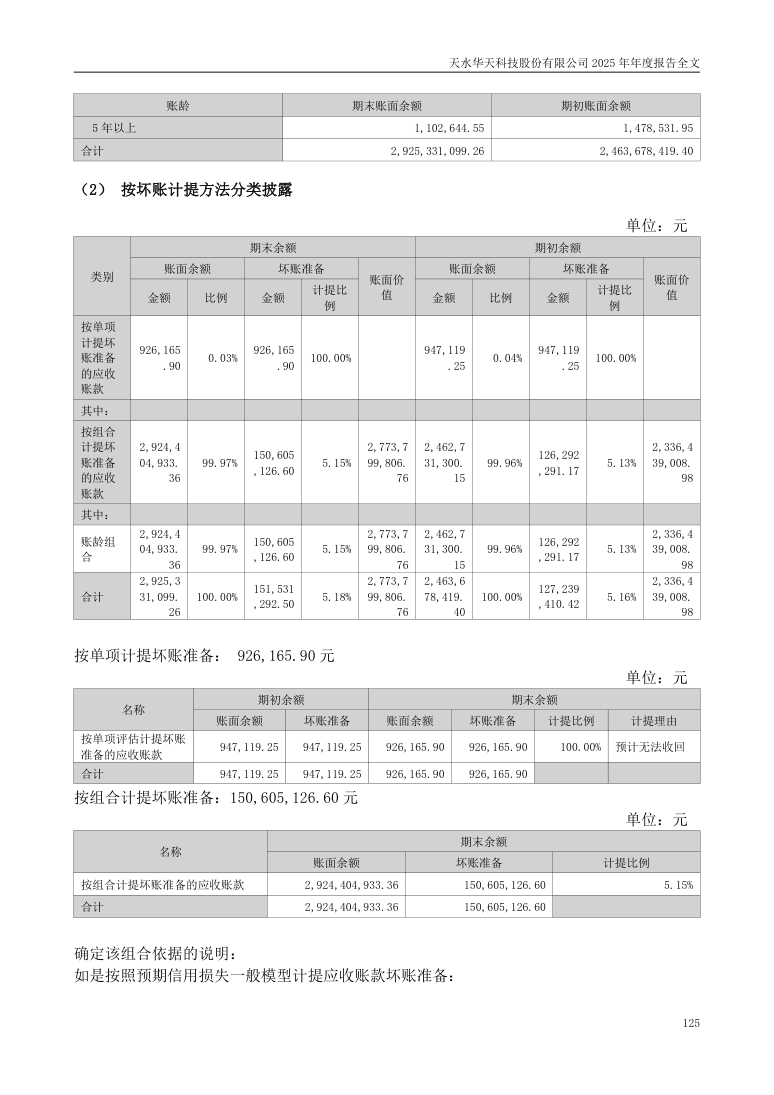 天水华天科技股份有限公司 2025 年年度报告全文
账龄 期末账面余额 期初账面余额
5 年以上 1,102,644.55 1,478,531.95
合计 2,925,331,099.26 2,463,678,419.40
（2） 按坏账计提方法分类披露
单位：元
类别 期末余额 期初余额
账面余额 坏账准备 账面价值 账面余额 坏账准备 账面价值
金额 比例 金额 计提比例 金额 比例 金额 计提比例
按单项计提坏账准备的应收账款 926,165.90 0.03% 926,165.90 100.00% 947,119.25 0.04% 947,119.25 100.00%
其中：
按组合计提坏账准备的应收账款 2,924,404,933.36 99.97% 150,605,126.60 5.15% 2,773,799,806.76 2,462,731,300.15 99.96% 126,292,291.17 5.13% 2,336,439,008.98
其中：
账龄组合 2,924,404,933.36 99.97% 150,605,126.60 5.15% 2,773,799,806.76 2,462,731,300.15 99.96% 126,292,291.17 5.13% 2,336,439,008.98
合计 2,925,331,099.26 100.00% 151,531,292.50 5.18% 2,773,799,806.76 2,463,678,419.40 100.00% 127,239,410.42 5.16% 2,336,439,008.98
按单项计提坏账准备： 926,165.90 元
单位：元
名称 期初余额 期末余额
账面余额 坏账准备 账面余额 坏账准备 计提比例 计提理由
按单项评估计提坏账准备的应收账款 947,119.25 947,119.25 926,165.90 926,165.90 100.00% 预计无法收回
合计 947,119.25 947,119.25 926,165.90 926,165.90
按组合计提坏账准备：150,605,126.60 元
单位：元
名称 期末余额
账面余额 坏账准备 计提比例
按组合计提坏账准备的应收账款 2,924,404,933.36 150,605,126.60 5.15%
合计 2,924,404,933.36 150,605,126.60
确定该组合依据的说明：
如是按照预期信用损失一般模型计提应收账款坏账准备：
125